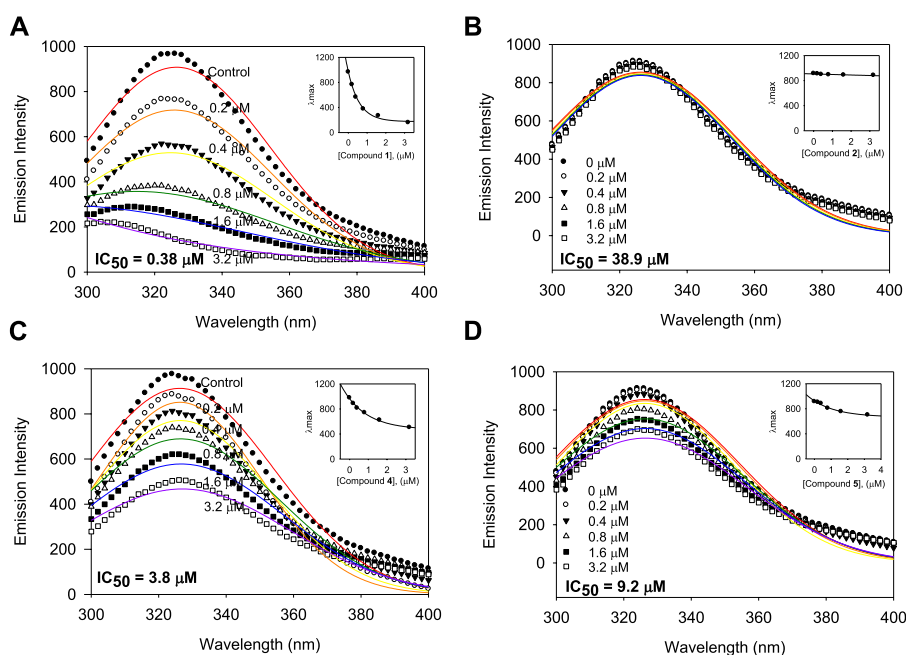 A
1000
800
600
400
200
0
Emission Intensity
300
320
340
360
380
400
Wavelength (nm)
Control
0.2 μM
0.4 μM
0.8 μM
1.6 μM
3.2 μM
IC50 = 0.38 μM
1200
800
400
0
λmax
0 1 2 3
[Compound 1], (μM)
B
1000
800
600
400
200
0
Emission Intensity
300
320
340
360
380
400
Wavelength (nm)
0 μM
0.2 μM
0.4 μM
0.8 μM
1.6 μM
3.2 μM
IC50 = 38.9 μM
1200
800
400
0
λmax
0 1 2 3
[Compound 2], (μM)
C
1000
800
600
400
200
0
Emission Intensity
300
320
340
360
380
400
Wavelength (nm)
Control
0.2 μM
0.4 μM
0.8 μM
1.6 μM
3.2 μM
IC50 = 3.8 μM
1200
800
400
0
λmax
0 1 2 3
[Compound 4], (μM)
D
1000
800
600
400
200
0
Emission Intensity
300
320
340
360
380
400
Wavelength (nm)
0 μM
0.2 μM
0.4 μM
0.8 μM
1.6 μM
3.2 μM
IC50 = 9.2 μM
1200
800
400
0
λmax
0 1 2 3 4
[Compound 5], (μM)